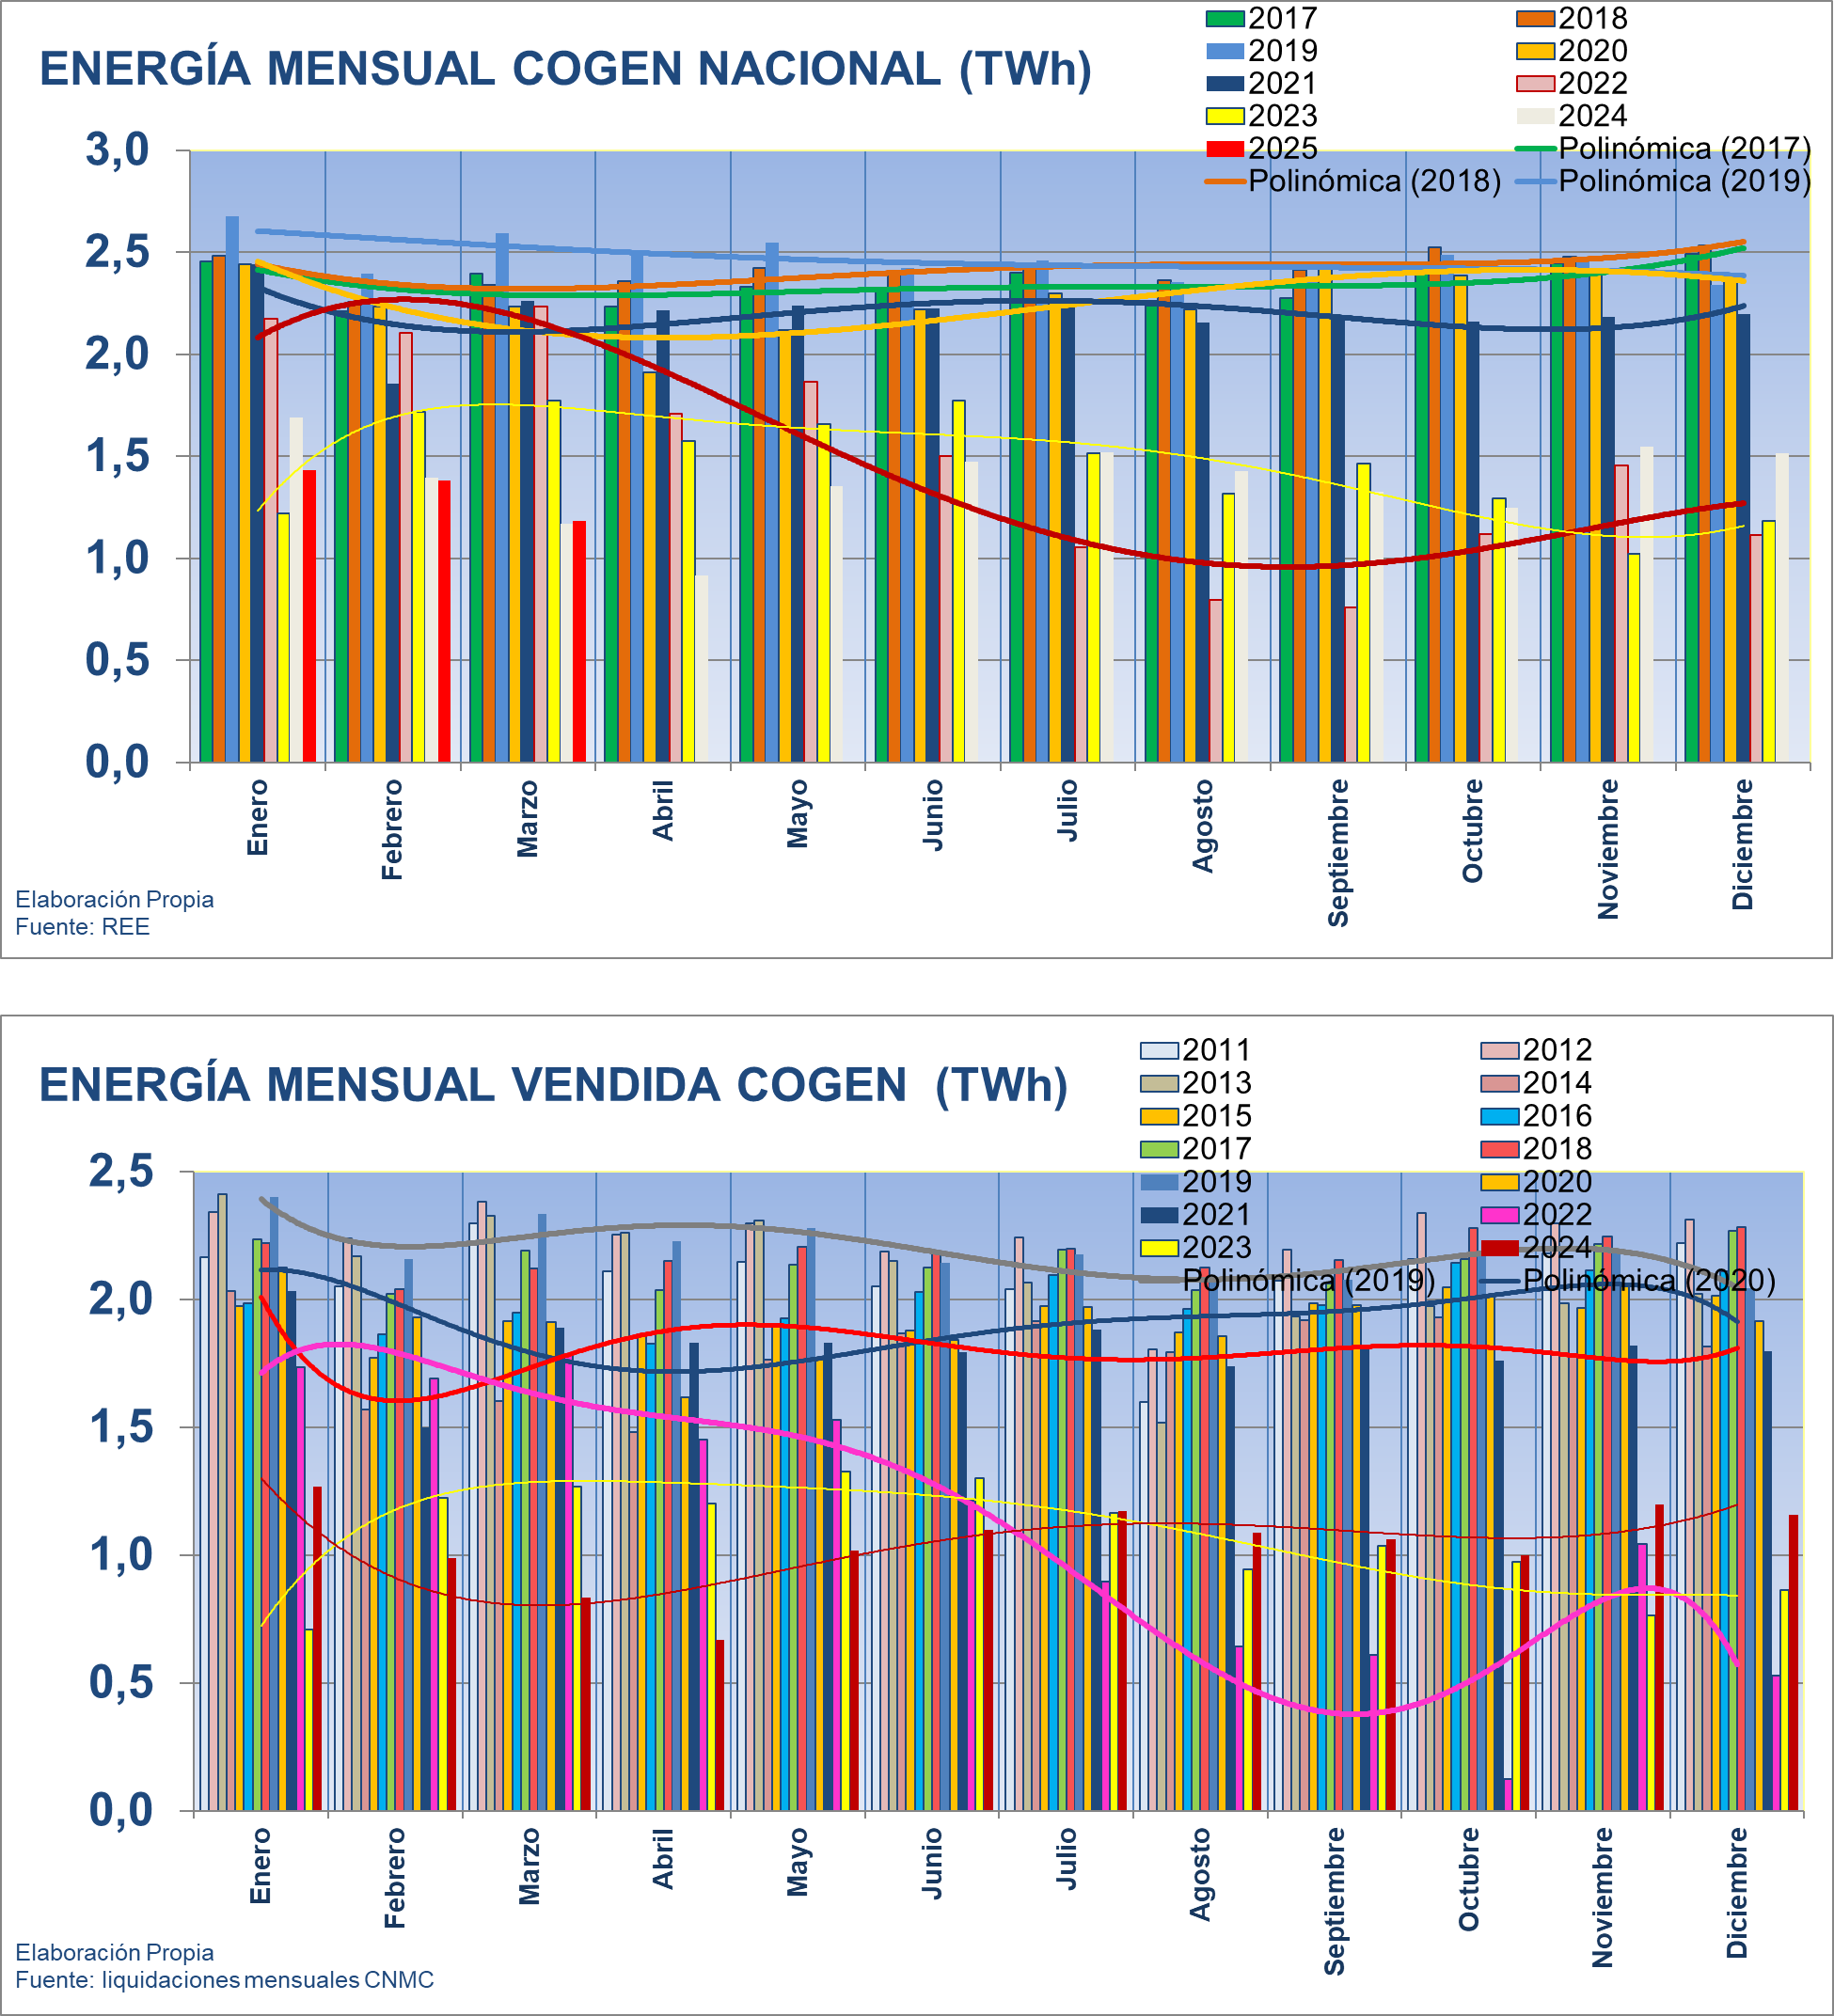 ENERGÍA MENSUAL COGEN NACIONAL (TWh)
2017 2018
2019 2020
2021 2022
2023 2024
2025 Polinómica (2017)
Polinómica (2018) Polinómica (2019)
3,0
2,5
2,0
1,5
1,0
0,5
0,0
Enero
Febrero
Marzo
Abril
Mayo
Junio
Julio
Agosto
Septiembre
Octubre
Noviembre
Diciembre
Elaboración Propia
Fuente: REE
ENERGÍA MENSUAL VENDIDA COGEN (TWh)
2011 2012
2013 2014
2015 2016
2017 2018
2019 2020
2021 2022
2023 2024
Polinómica (2019) Polinómica (2020)
2,5
2,0
1,5
1,0
0,5
0,0
Enero
Febrero
Marzo
Abril
Mayo
Junio
Julio
Agosto
Septiembre
Octubre
Noviembre
Diciembre
Elaboración Propia
Fuente: liquidaciones mensuales CNMC